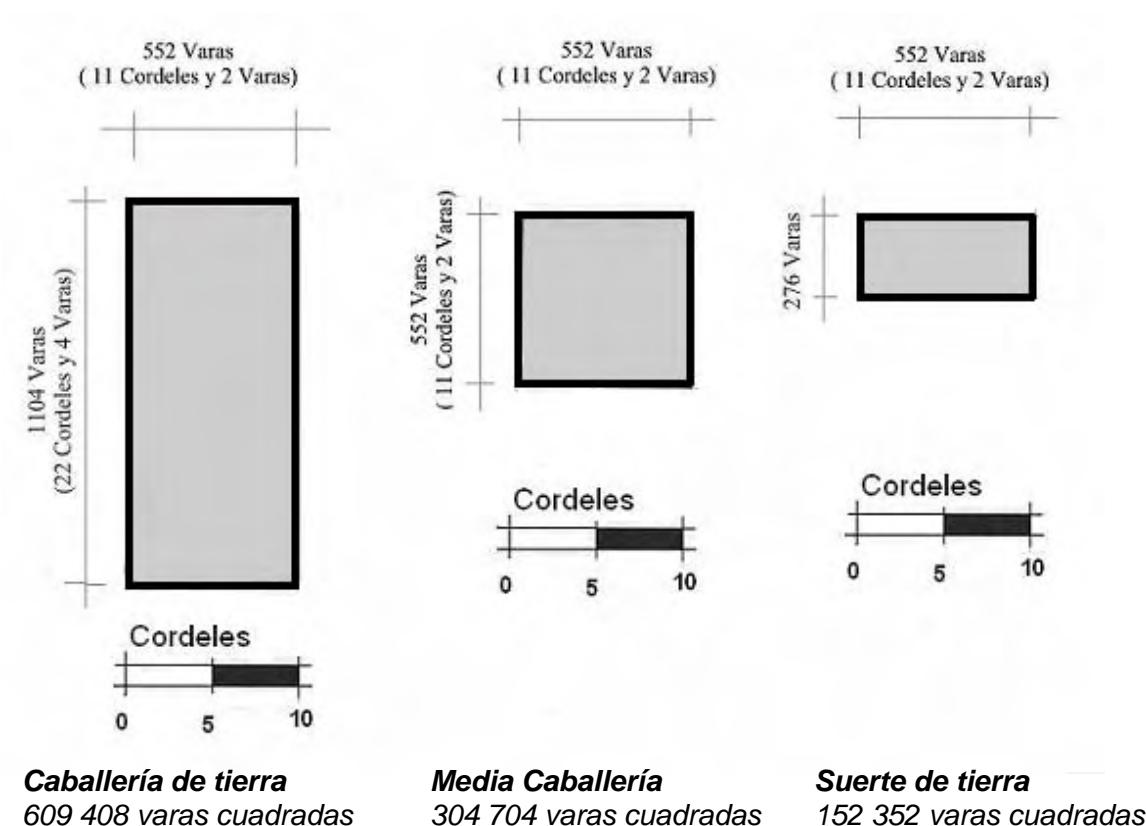 552 Varas
( 11 Cordeles y 2 Varas)
1104 Varas
(22 Cordeles y 4 Varas)
Cordeles
0 5 10
Caballería de tierra
609 408 varas cuadradas
552 Varas
( 11 Cordeles y 2 Varas)
552 Varas
( 11 Cordeles y 2 Varas)
Cordeles
0 5 10
Media Caballería
304 704 varas cuadradas
552 Varas
( 11 Cordeles y 2 Varas)
276 Varas
Cordeles
0 5 10
Suerte de tierra
152 352 varas cuadradas